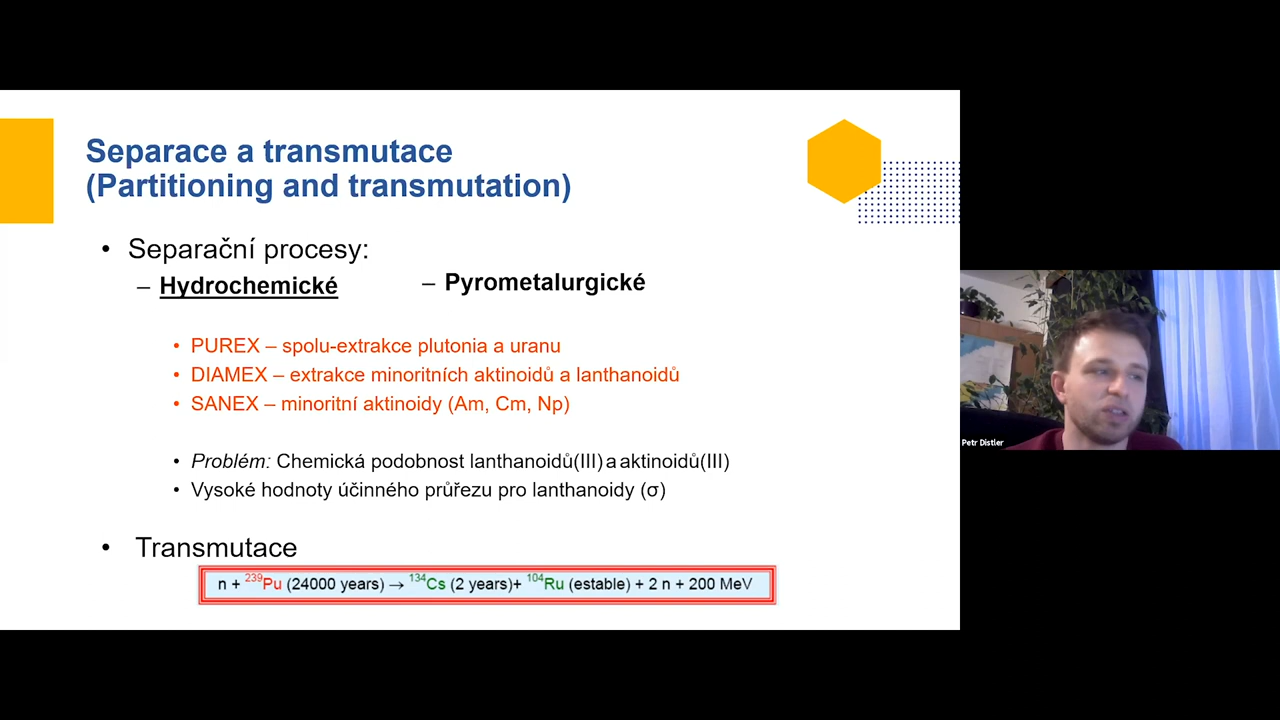 Separace a transmutace
(Partitioning and transmutation)
• Separační procesy:
– Hydrochemické
– Pyrometalurgické
• PUREX – spolu-extrakce plutonia a uranu
• DIAMEX – extrakce minoritních aktinoidů a lanthanoidů
• SANEX – minoritní aktinoidy (Am, Cm, Np)
• Problém: Chemická podobnost lanthanoidů(III) a aktinoidů(III)
• Vysoké hodnoty účinného průřezu pro lanthanoidy (σ)
• Transmutace
n + ²³⁹Pu (24000 years) → ¹³⁴Cs (2 years)+ ¹⁰⁴Ru (estable) + 2 n + 200 MeV
Petr Distler